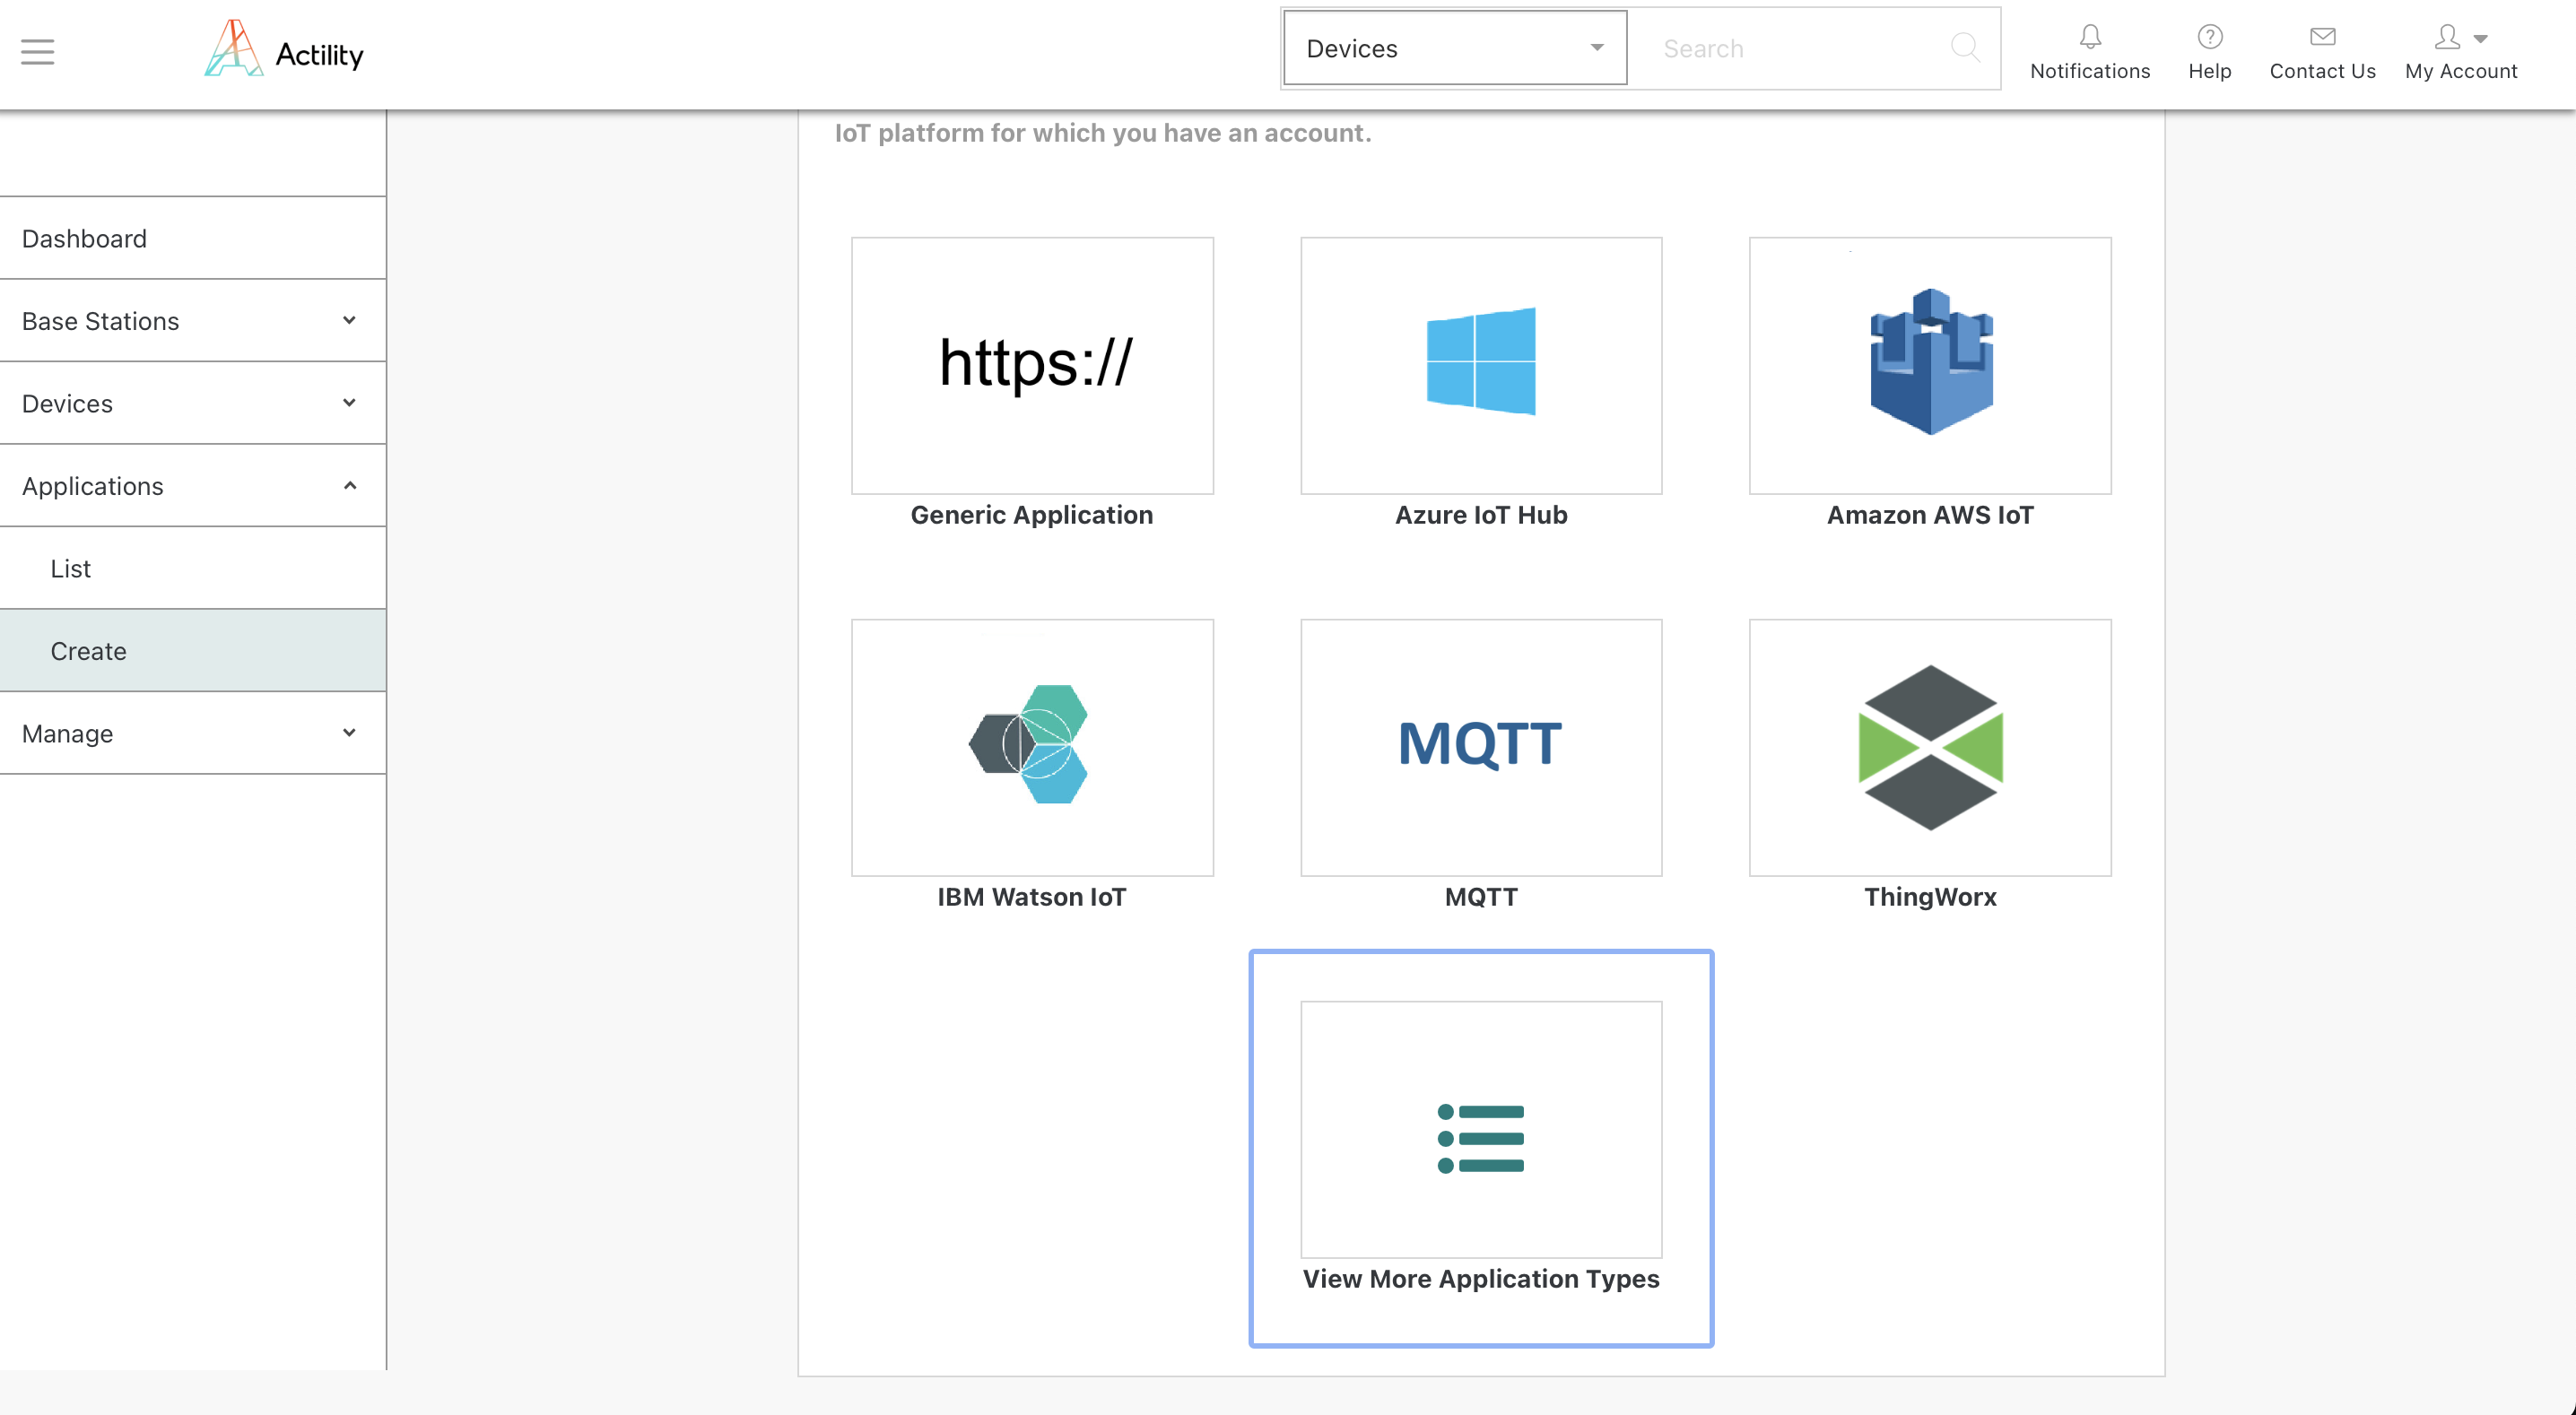 Actility
Devices
Search
Notifications
Help
Contact Us
My Account
IoT platform for which you have an account.
Dashboard
Base Stations
Devices
Applications
List
Create
Manage
https://
Generic Application
Azure IoT Hub
Amazon AWS IoT
MQTT
IBM Watson IoT
MQTT
ThingWorx
View More Application Types